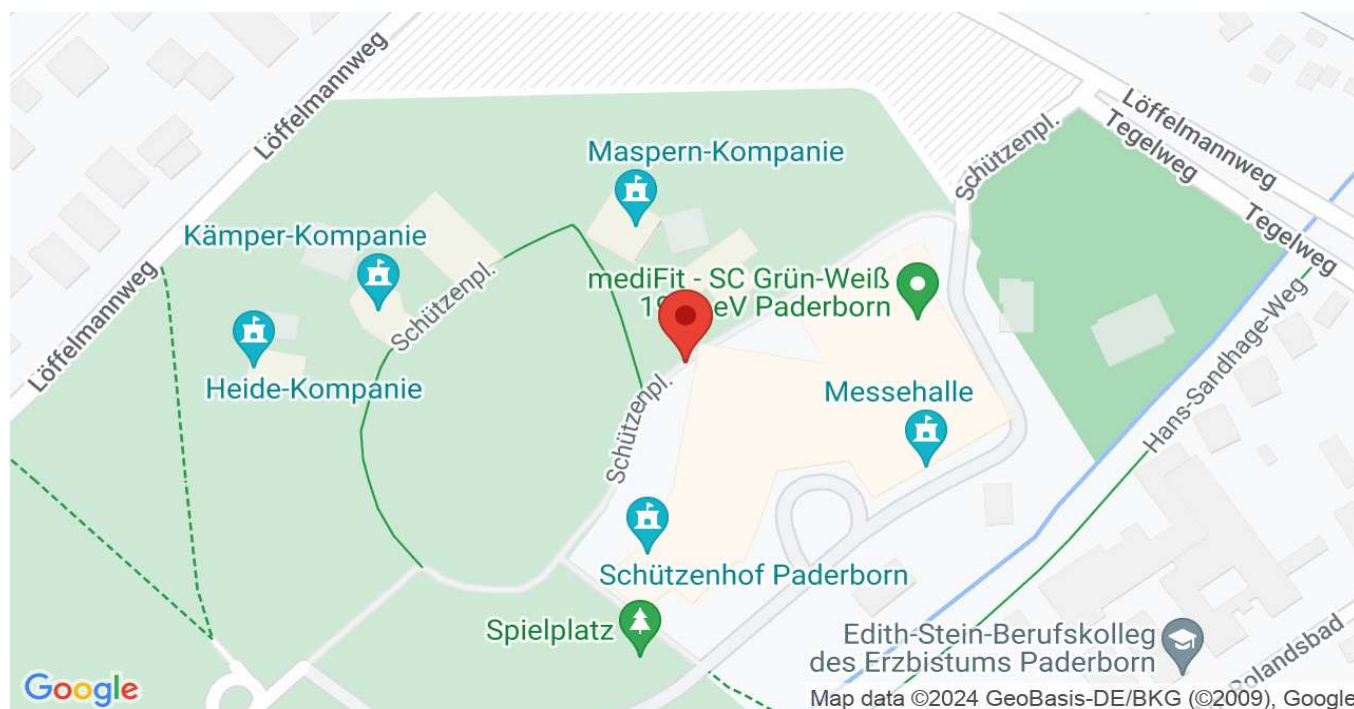 Löffelmannweg
Löffelmannweg
Maspern-Kompanie
Schützenpl.
Tegelweg
Kämper-Kompanie
Tegelweg
Löffelmannweg
mediFit - SC Grün-Weiß
eV Paderborn
Schützenpl.
Heide-Kompanie
Hans-Sandhage-Weg
Messehalle
Schützenpl.
Schützenhof Paderborn
Spielplatz
Edith-Stein-Berufskolleg
des Erzbistums Paderborn
Rolandsbad
Google
Map data ©2024 GeoBasis-DE/BKG (©2009), Google